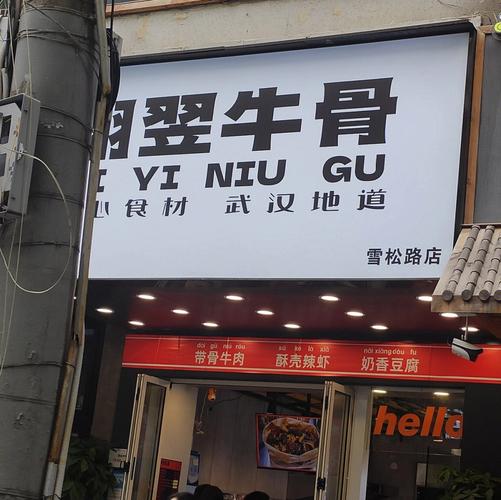 翌牛骨
YI NIU GU
食材 武汉地道
雪松路店
dài gǔ niú ròu sū ké là xiā nǎi xiāng dòu fu
带骨牛肉 酥壳辣虾 奶香豆腐
hello